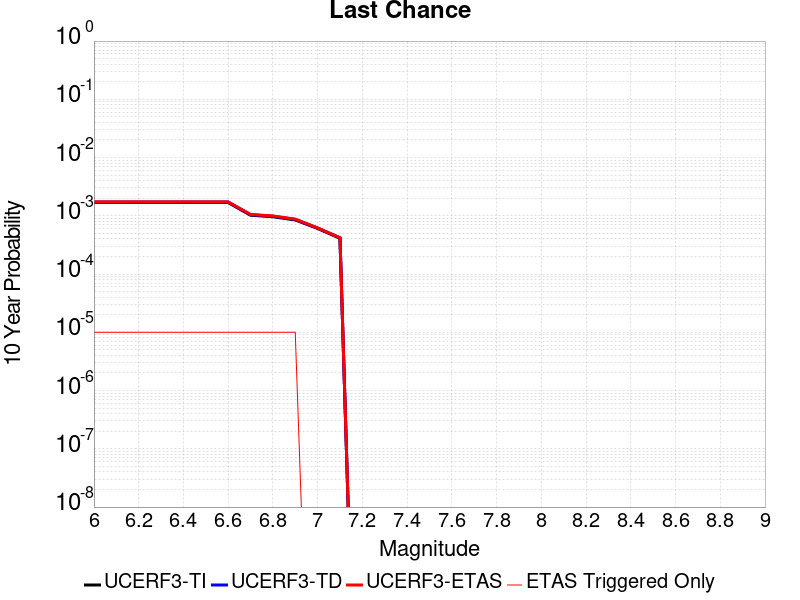 Last Chance
10 Year Probability
10 0
10 -1
10 -2
10 -3
10 -4
10 -5
10 -6
10 -7
10 -8
6 6.2 6.4 6.6 6.8 7 7.2 7.4 7.6 7.8 8 8.2 8.4 8.6 8.8 9
Magnitude
UCERF3-TI UCERF3-TD UCERF3-ETAS ETAS Triggered Only